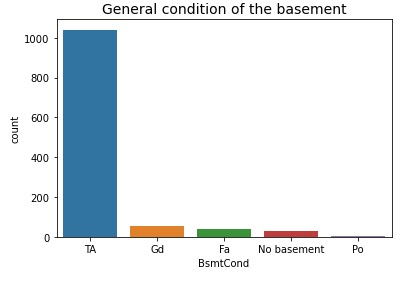 General condition of the basement
1000
800
600
400
200
0
count
TA Gd Fa No basement Po
BsmtCond